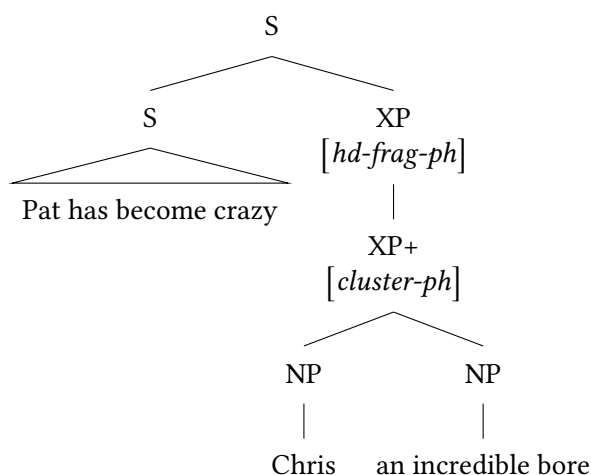 S
S XP
[hd-frag-ph]
Pat has become crazy
XP+
[cluster-ph]
NP NP
Chris an incredible bore